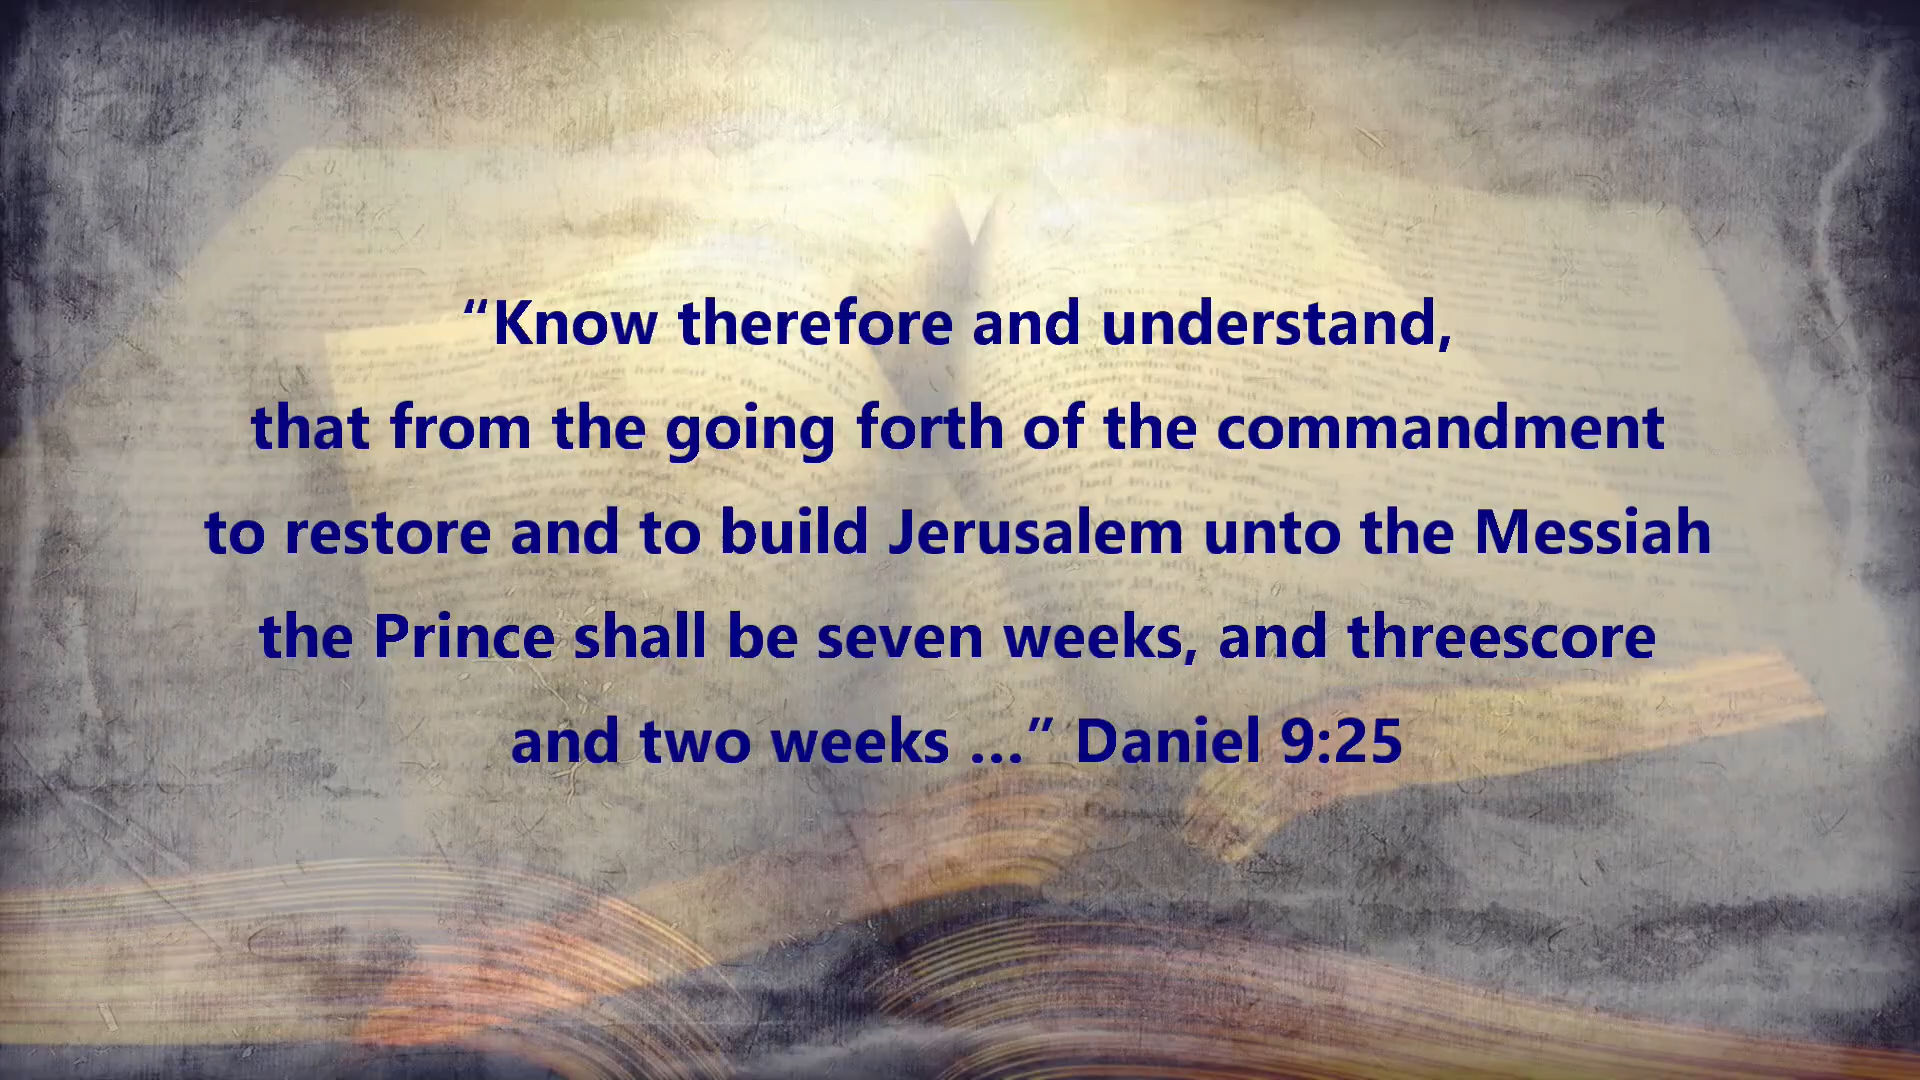 “Know therefore and understand,
that from the going forth of the commandment
to restore and to build Jerusalem unto the Messiah
the Prince shall be seven weeks, and threescore
and two weeks …” Daniel 9:25